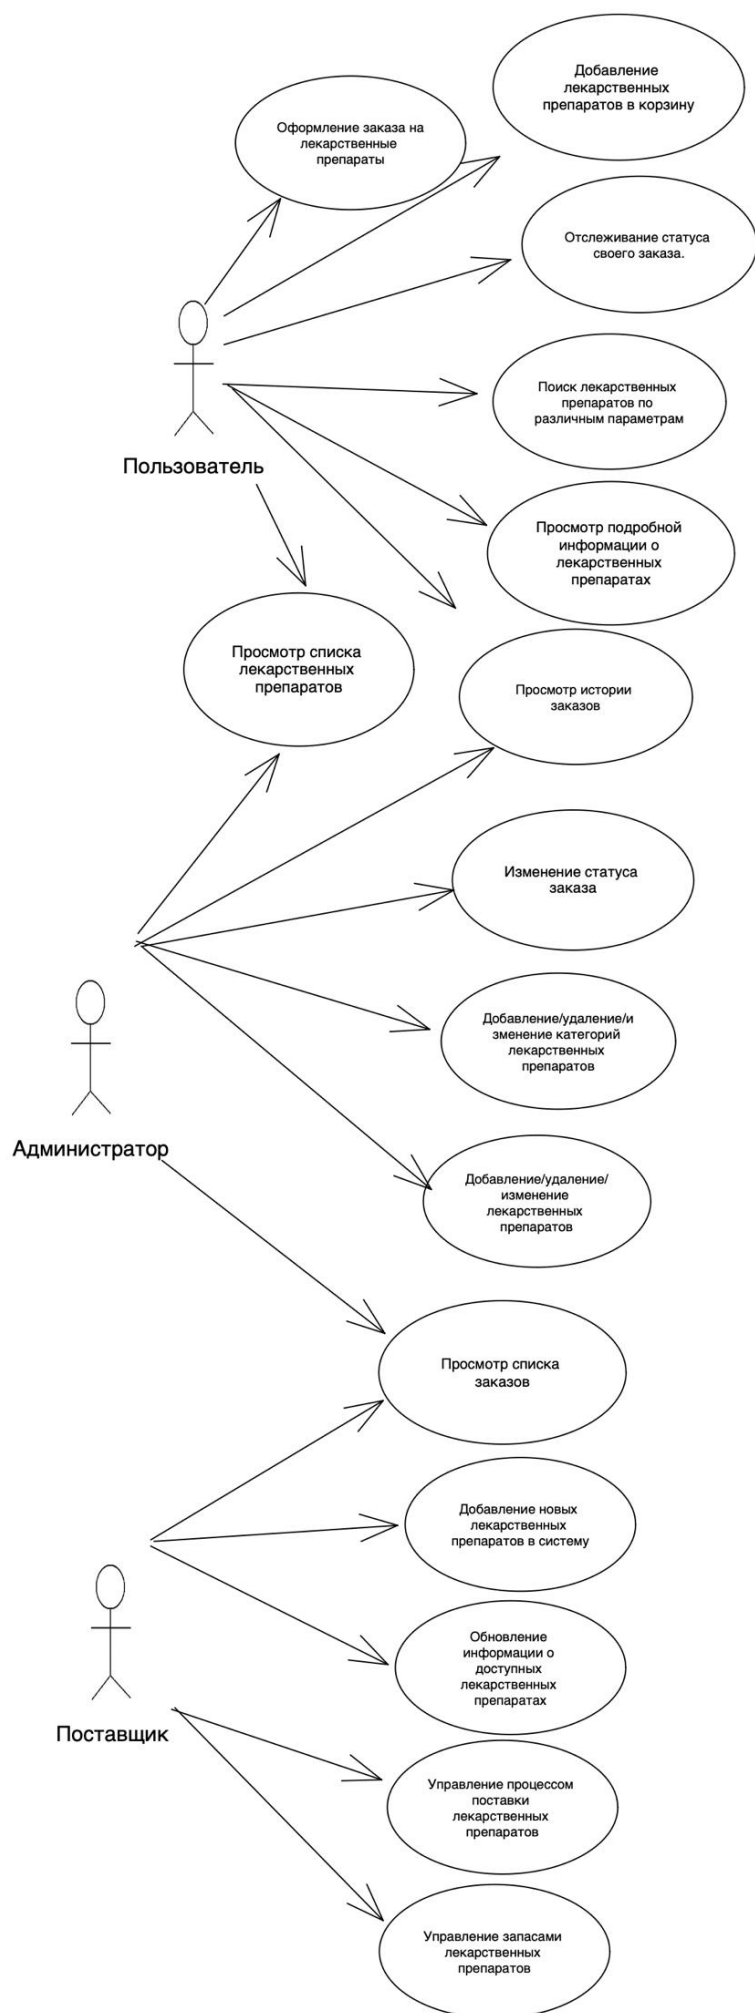 Добавление
лекарственных
препаратов в корзину
Оформление заказа на
лекарственные
препараты
Отслеживание статуса
своего заказа.
Поиск лекарственных
препаратов по
различным параметрам
Пользователь
Просмотр подробной
информации о
лекарственных
препаратах
Просмотр списка
лекарственных
препаратов
Просмотр истории
заказов
Изменение статуса
заказа
Добавление/удаление/и
зменение категорий
лекарственных
препаратов
Администратор
Добавление/удаление/
изменение
лекарственных
препаратов
Просмотр списка
заказов
Добавление новых
лекарственных
препаратов в систему
Обновление
информации о
доступных
лекарственных
препаратах
Поставщик
Управление процессом
поставки
лекарственных
препаратов
Управление запасами
лекарственных
препаратов